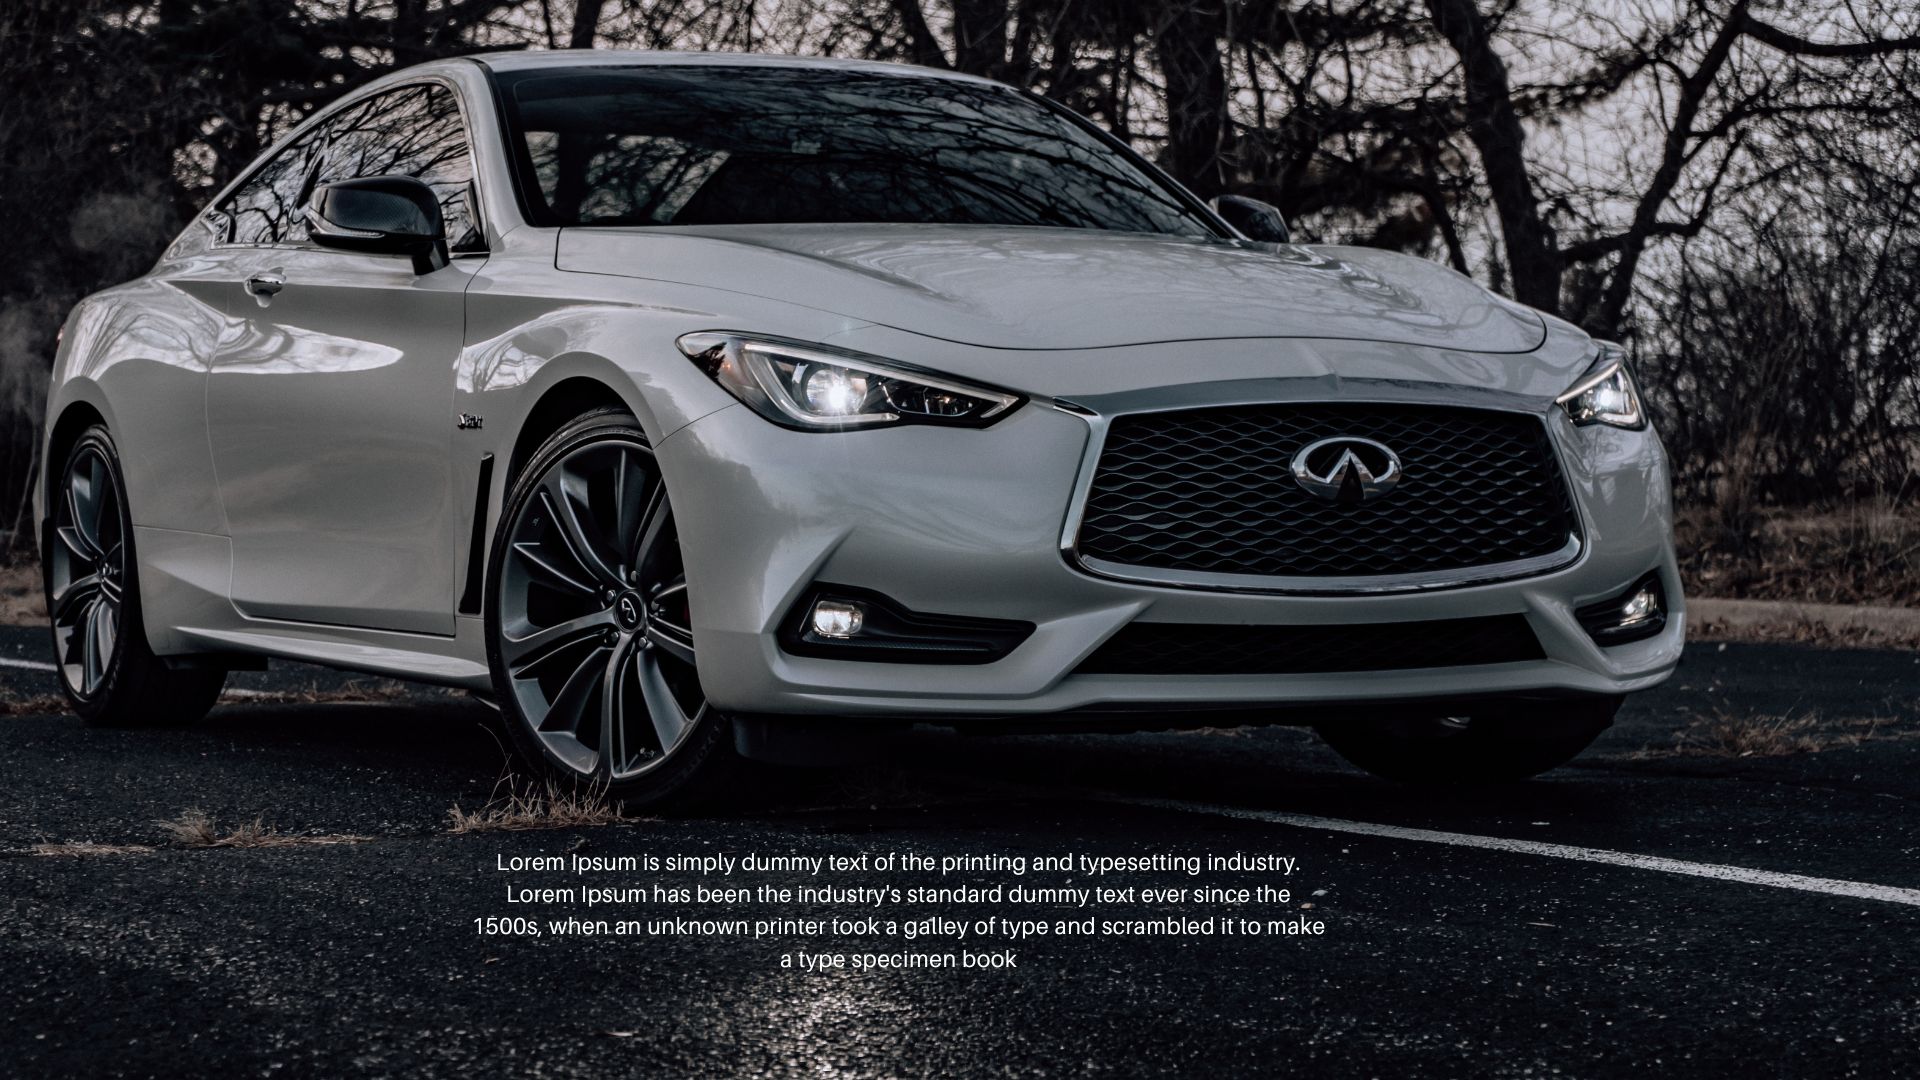 Lorem Ipsum is simply dummy text of the printing and typesetting industry.
Lorem Ipsum has been the industry's standard dummy text ever since the
1500s, when an unknown printer took a galley of type and scrambled it to make
a type specimen book